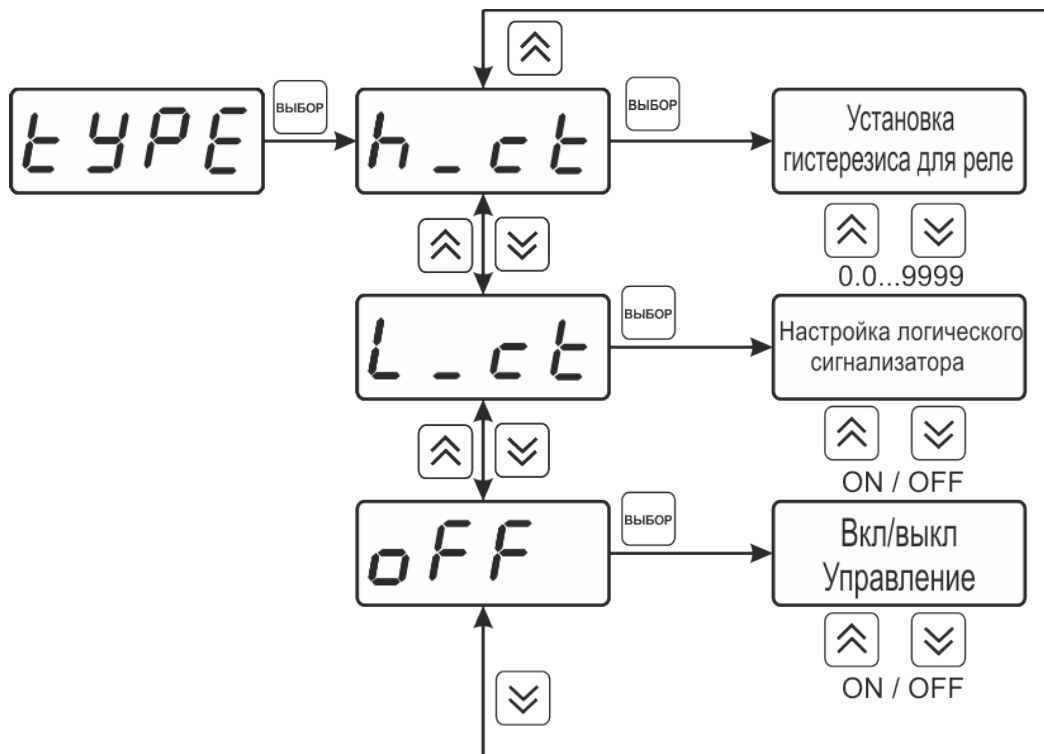 tYPE
ВЫБОР
h_ct
ВЫБОР
Установка
гистерезиса для реле
0.0...9999
L_ct
ВЫБОР
Настройка логического
сигнализатора
ON / OFF
oFF
ВЫБОР
Вкл/выкл
Управление
ON / OFF